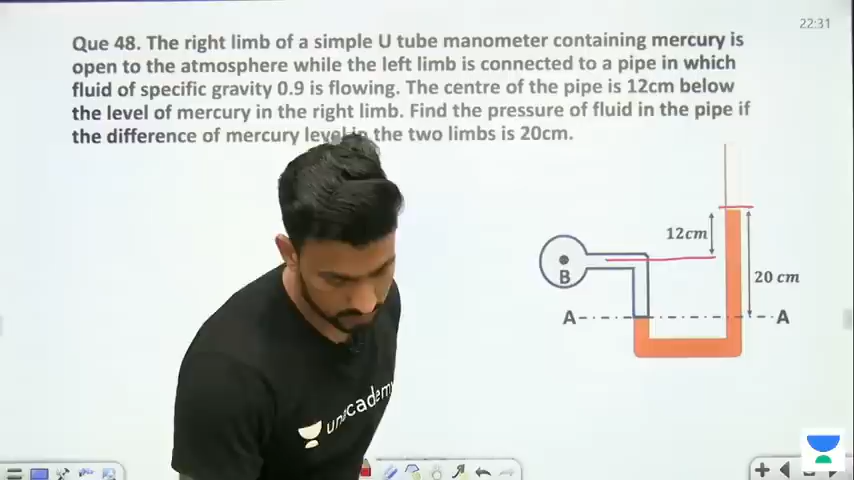 22:31
Que 48. The right limb of a simple U tube manometer containing mercury is
open to the atmosphere while the left limb is connected to a pipe in which
fluid of specific gravity 0.9 is flowing. The centre of the pipe is 12cm below
the level of mercury in the right limb. Find the pressure of fluid in the pipe if
the difference of mercury level in the two limbs is 20cm.
12cm
B
20 cm
A
A
unacademy